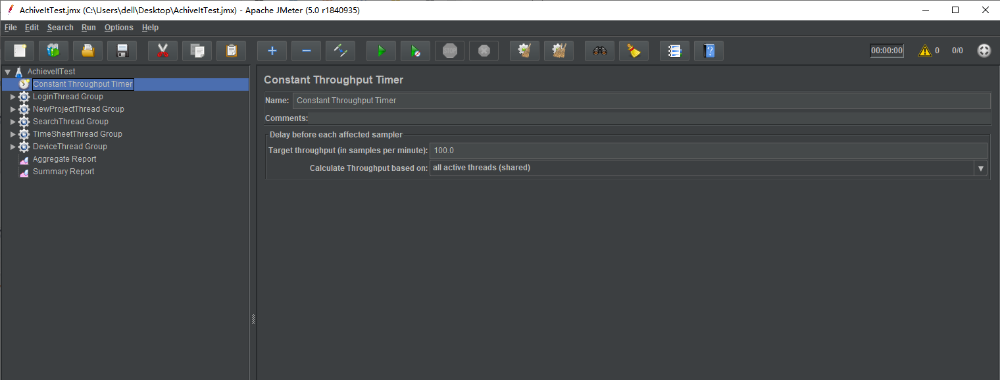 AchiveItTest.jmx (C:\Users\dell\Desktop\AchiveItTest.jmx) - Apache JMeter (5.0 r1840935)
File Edit Search Run Options Help
STOP 00:00:00 0 0/0
AchieveItTest
Constant Throughput Timer
LoginThread Group
NewProjectThread Group
SearchThread Group
TimeSheetThread Group
DeviceThread Group
Aggregate Report
Summary Report
Constant Throughput Timer
Name: Constant Throughput Timer
Comments:
Delay before each affected sampler
Target throughput (in samples per minute): 100.0
Calculate Throughput based on: all active threads (shared)